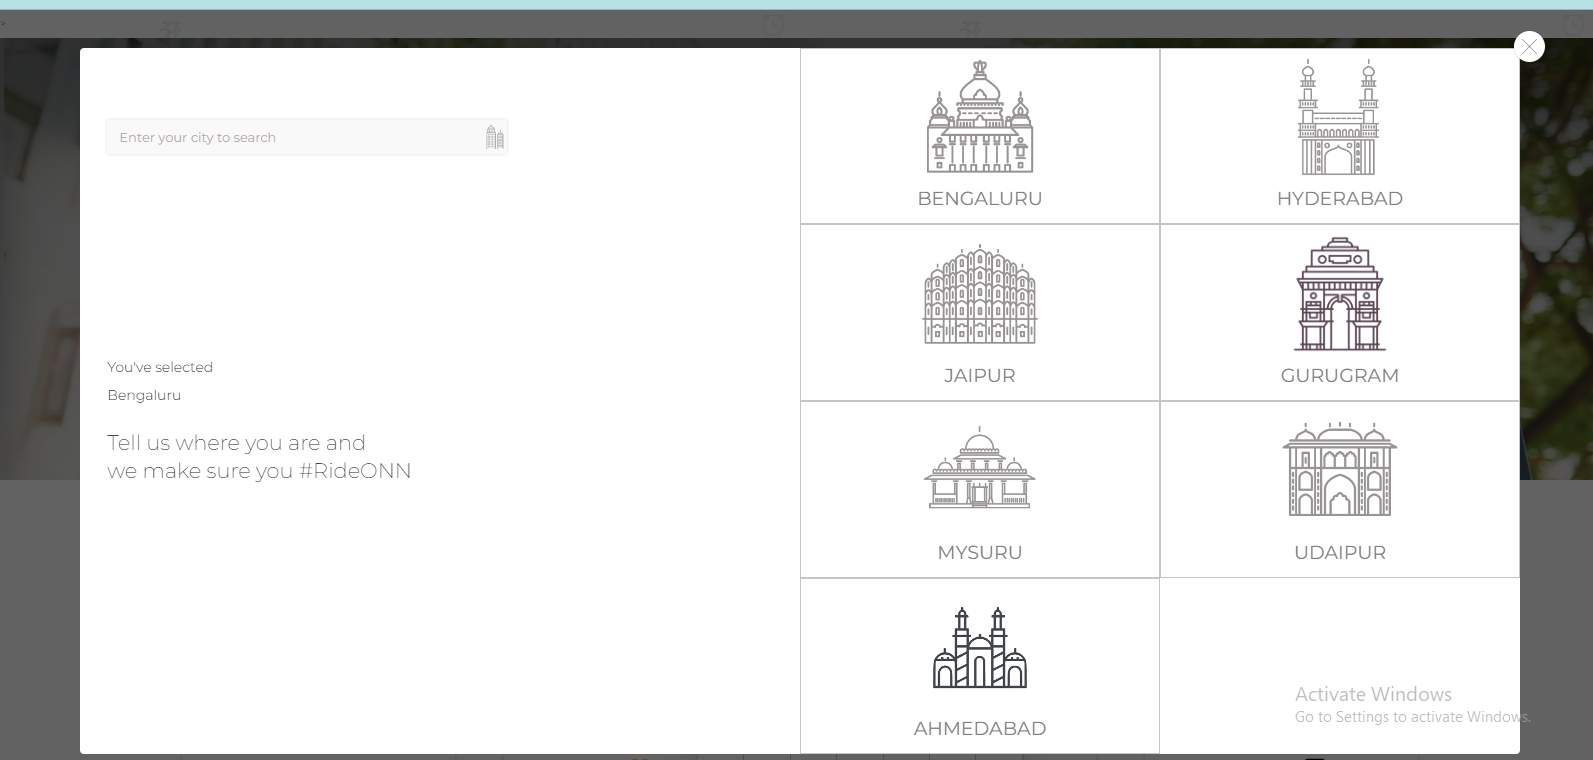 >
Enter your city to search
You've selected
Bengaluru
Tell us where you are and
we make sure you #RideONN
BENGALURU
HYDERABAD
JAIPUR
GURUGRAM
MYSURU
UDAIPUR
AHMEDABAD
Activate Windows
Go to Settings to activate Windows.